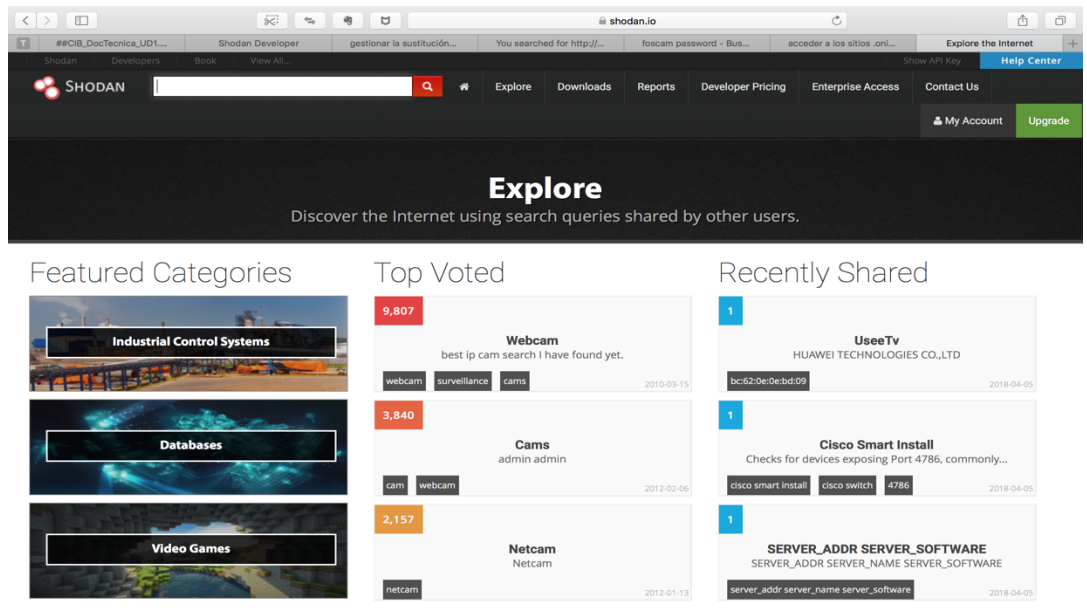 shodan.io
T
##CIB_DocTecnica_UD1....
Shodan Developer
gestionar la sustitución...
You searched for http://...
foscam password - Bus...
acceder a los sitios .oni...
Explore the Internet
Shodan Developers Book View All...
Show API Key
Help Center
SHODAN
Explore Downloads Reports Developer Pricing Enterprise Access Contact Us
My Account
Upgrade
Explore
Discover the Internet using search queries shared by other users.
Featured Categories
Industrial Control Systems
Databases
Video Games
Top Voted
9,807
Webcam
best ip cam search I have found yet.
webcam surveillance cams
2010-03-15
3,840
Cams
admin admin
cam webcam
2012-02-06
2,157
Netcam
Netcam
netcam
2012-01-13
Recently Shared
1
UseeTv
HUAWEI TECHNOLOGIES CO.,LTD
bc:62:0e:0e:bd:09
2018-04-05
1
Cisco Smart Install
Checks for devices exposing Port 4786, commonly...
cisco smart install cisco switch 4786
2018-04-05
1
SERVER_ADDR SERVER_SOFTWARE
SERVER_ADDR SERVER_NAME SERVER_SOFTWARE
server_addr server_name server_software
2018-04-05